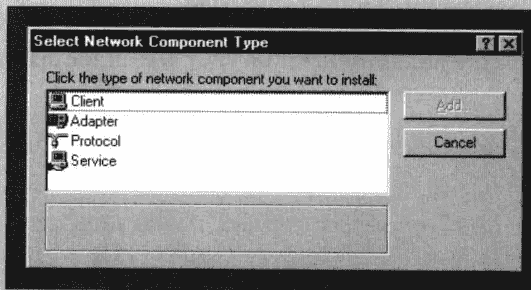 Select Network Component Type
Click the type of network component you want to install:
Client
Adapter
Protocol
Service
Add...
Cancel